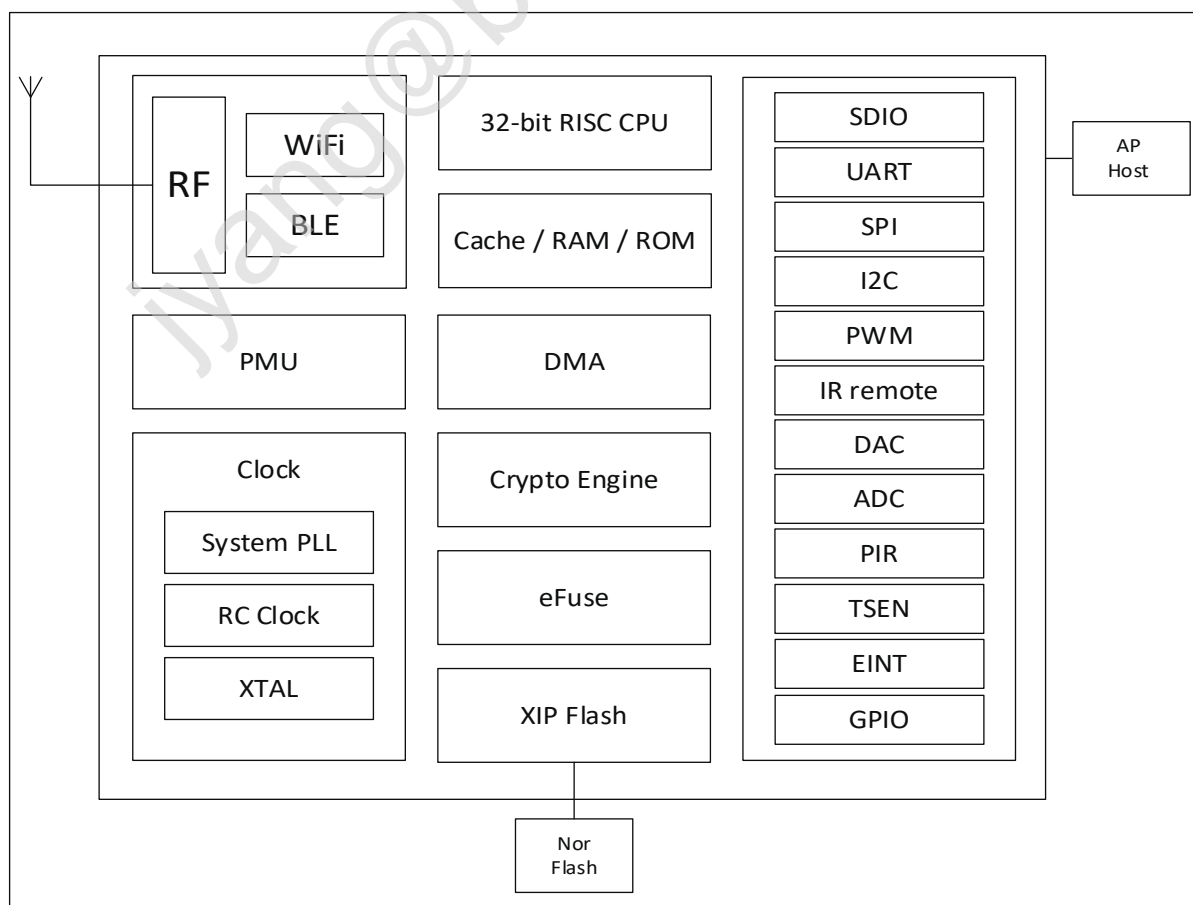 RF
WiFi
BLE
PMU
Clock
System PLL
RC Clock
XTAL
32-bit RISC CPU
Cache / RAM / ROM
DMA
Crypto Engine
eFuse
XIP Flash
SDIO
UART
SPI
I2C
PWM
IR remote
DAC
ADC
PIR
TSEN
EINT
GPIO
AP
Host
Nor
Flash
jyang@b